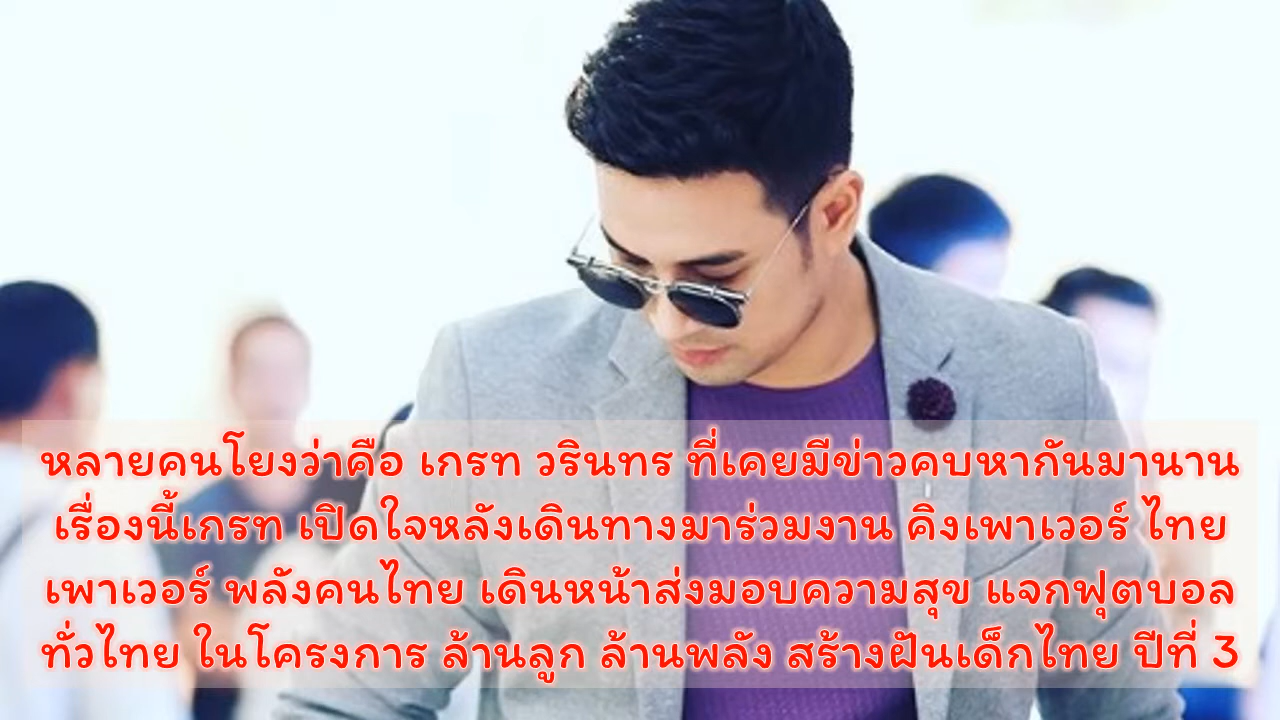 หลายคนโยงว่าคือ เกรท วรินทร ที่เคยมีข่าวคบหากันมานาน
เรื่องนี้เกรท เปิดใจหลังเดินทางมาร่วมงาน คิงเพาเวอร์ ไทย
เพาเวอร์ พลังคนไทย เดินหน้าส่งมอบความสุข แจกฟุตบอล
ทั่วไทย ในโครงการ ล้านลูก ล้านพลัง สร้างฝันเด็กไทย ปีที่ 3